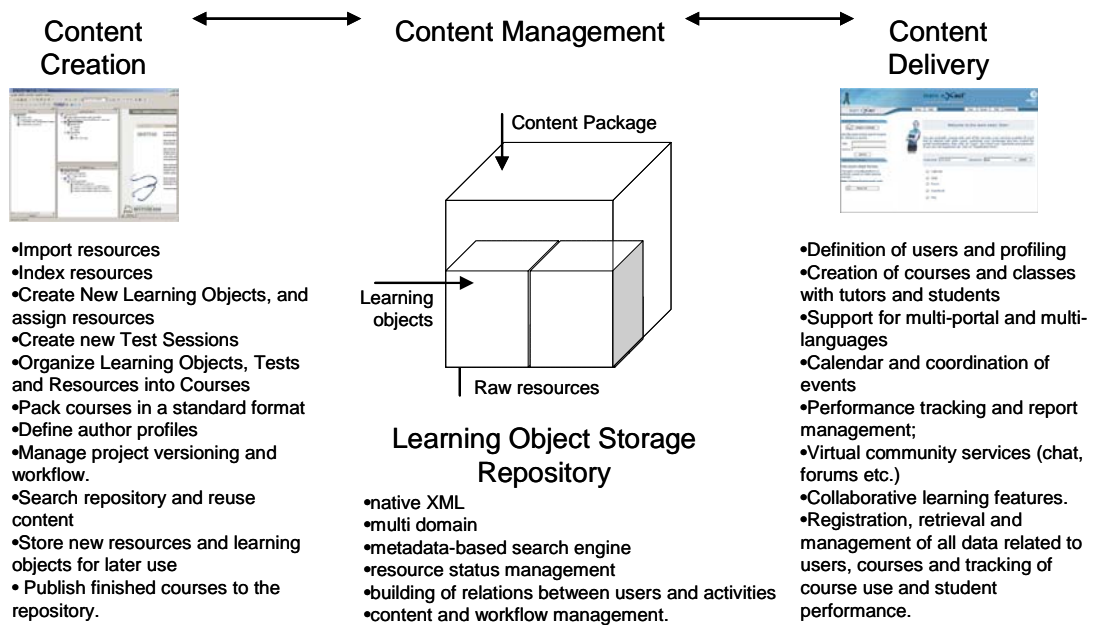 Content
Creation
Content Management
Content
Delivery
•Import resources
•Index resources
•Create New Learning Objects, and
assign resources
•Create new Test Sessions
•Organize Learning Objects, Tests
and Resources into Courses
•Pack courses in a standard format
•Define author profiles
•Manage project versioning and
workflow.
•Search repository and reuse
content
•Store new resources and learning
objects for later use
• Publish finished courses to the
repository.
Content Package
Learning
objects
Raw resources
Learning Object Storage
Repository
•native XML
•multi domain
•metadata-based search engine
•resource status management
•building of relations between users and activities
•content and workflow management.
•Definition of users and profiling
•Creation of courses and classes
with tutors and students
•Support for multi-portal and multi-
languages
•Calendar and coordination of
events
•Performance tracking and report
management;
•Virtual community services (chat,
forums etc.)
•Collaborative learning features.
•Registration, retrieval and
management of all data related to
users, courses and tracking of
course use and student
performance.